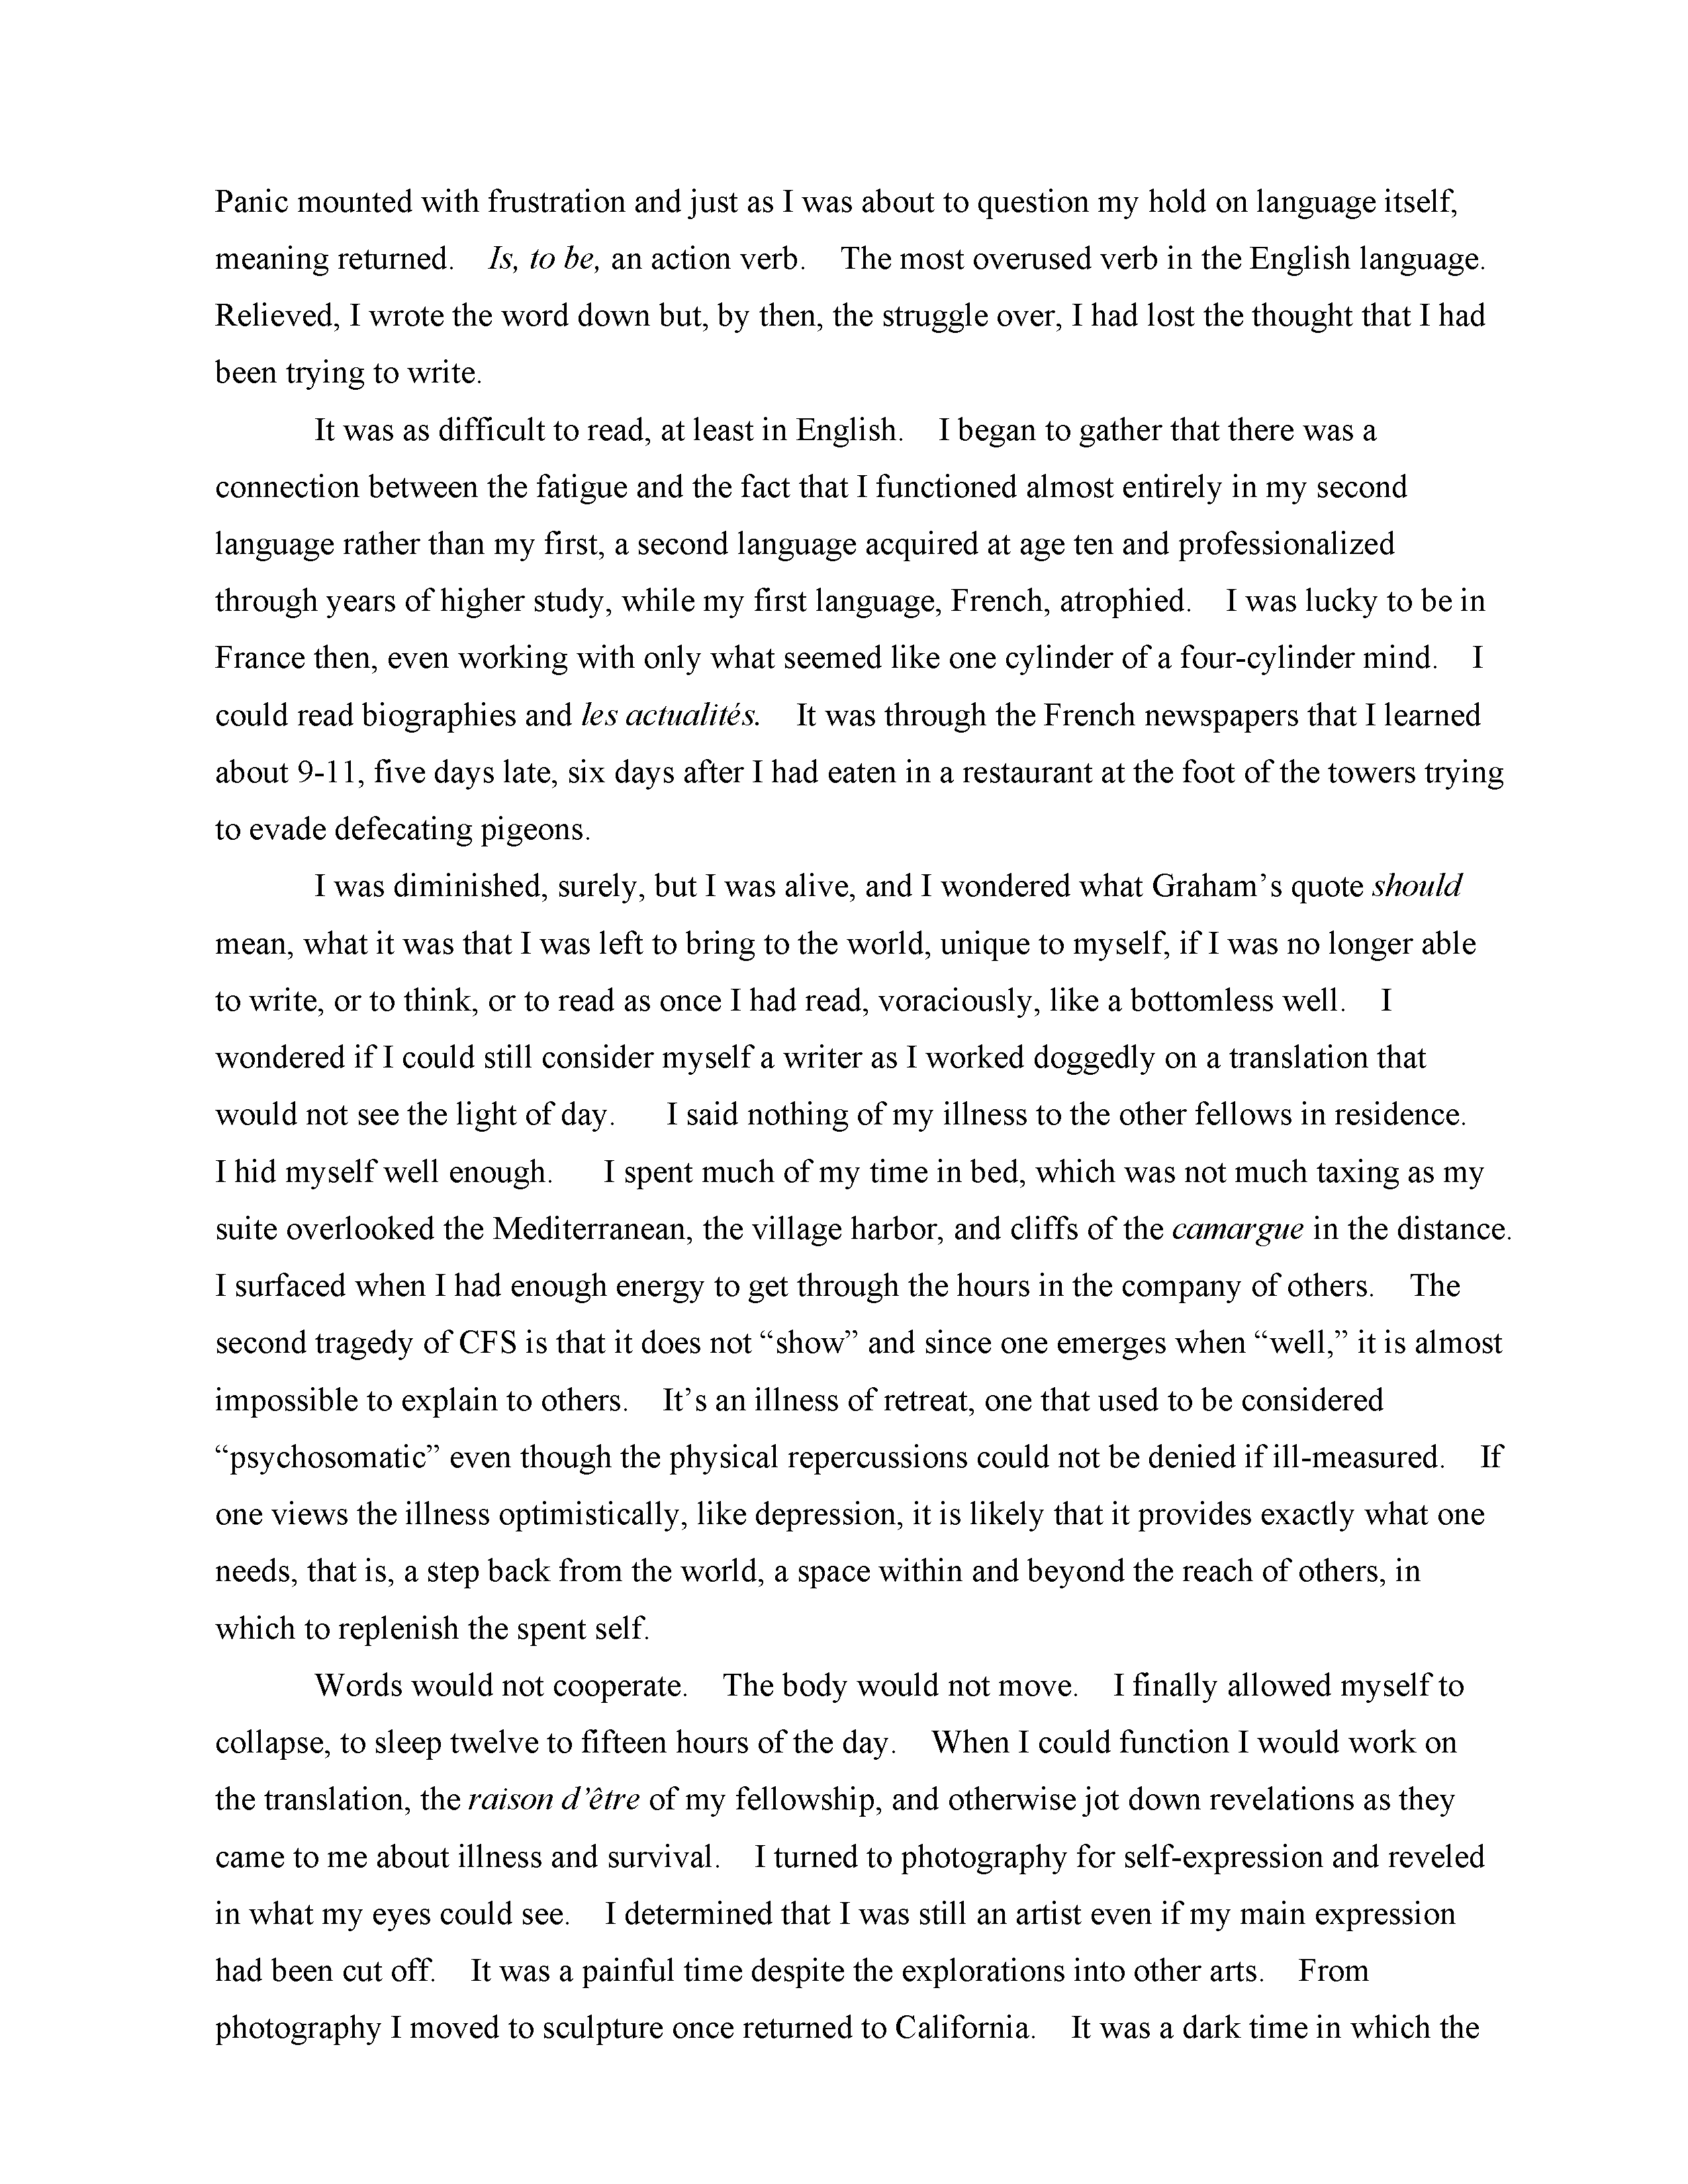 Panic mounted with frustration and just as I was about to question my hold on language itself,
meaning returned. Is, to be, an action verb. The most overused verb in the English language.
Relieved, I wrote the word down but, by then, the struggle over, I had lost the thought that I had
been trying to write.
It was as difficult to read, at least in English. I began to gather that there was a
connection between the fatigue and the fact that I functioned almost entirely in my second
language rather than my first, a second language acquired at age ten and professionalized
through years of higher study, while my first language, French, atrophied. I was lucky to be in
France then, even working with only what seemed like one cylinder of a four-cylinder mind. I
could read biographies and les actualités. It was through the French newspapers that I learned
about 9-11, five days late, six days after I had eaten in a restaurant at the foot of the towers trying
to evade defecating pigeons.
I was diminished, surely, but I was alive, and I wondered what Graham’s quote should
mean, what it was that I was left to bring to the world, unique to myself, if I was no longer able
to write, or to think, or to read as once I had read, voraciously, like a bottomless well. I
wondered if I could still consider myself a writer as I worked doggedly on a translation that
would not see the light of day. I said nothing of my illness to the other fellows in residence.
I hid myself well enough. I spent much of my time in bed, which was not much taxing as my
suite overlooked the Mediterranean, the village harbor, and cliffs of the camargue in the distance.
I surfaced when I had enough energy to get through the hours in the company of others. The
second tragedy of CFS is that it does not “show” and since one emerges when “well,” it is almost
impossible to explain to others. It’s an illness of retreat, one that used to be considered
“psychosomatic” even though the physical repercussions could not be denied if ill-measured. If
one views the illness optimistically, like depression, it is likely that it provides exactly what one
needs, that is, a step back from the world, a space within and beyond the reach of others, in
which to replenish the spent self.
Words would not cooperate. The body would not move. I finally allowed myself to
collapse, to sleep twelve to fifteen hours of the day. When I could function I would work on
the translation, the raison d’être of my fellowship, and otherwise jot down revelations as they
came to me about illness and survival. I turned to photography for self-expression and reveled
in what my eyes could see. I determined that I was still an artist even if my main expression
had been cut off. It was a painful time despite the explorations into other arts. From
photography I moved to sculpture once returned to California. It was a dark time in which the